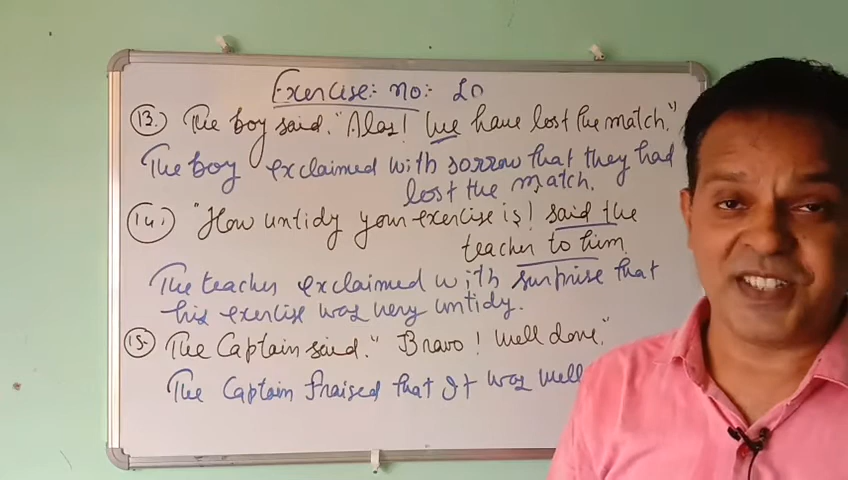 Exercise:- no:- 20
13. The boy said. "Alas! We have lost the match."
The boy exclaimed with sorrow that they had
lost the match.
14. "How untidy your exercise is! said the
teacher to him.
The teacher exclaimed with surprise that
his exercise was very untidy.
15. The Captain said. "Bravo! Well done."
The Captain praised that It was well